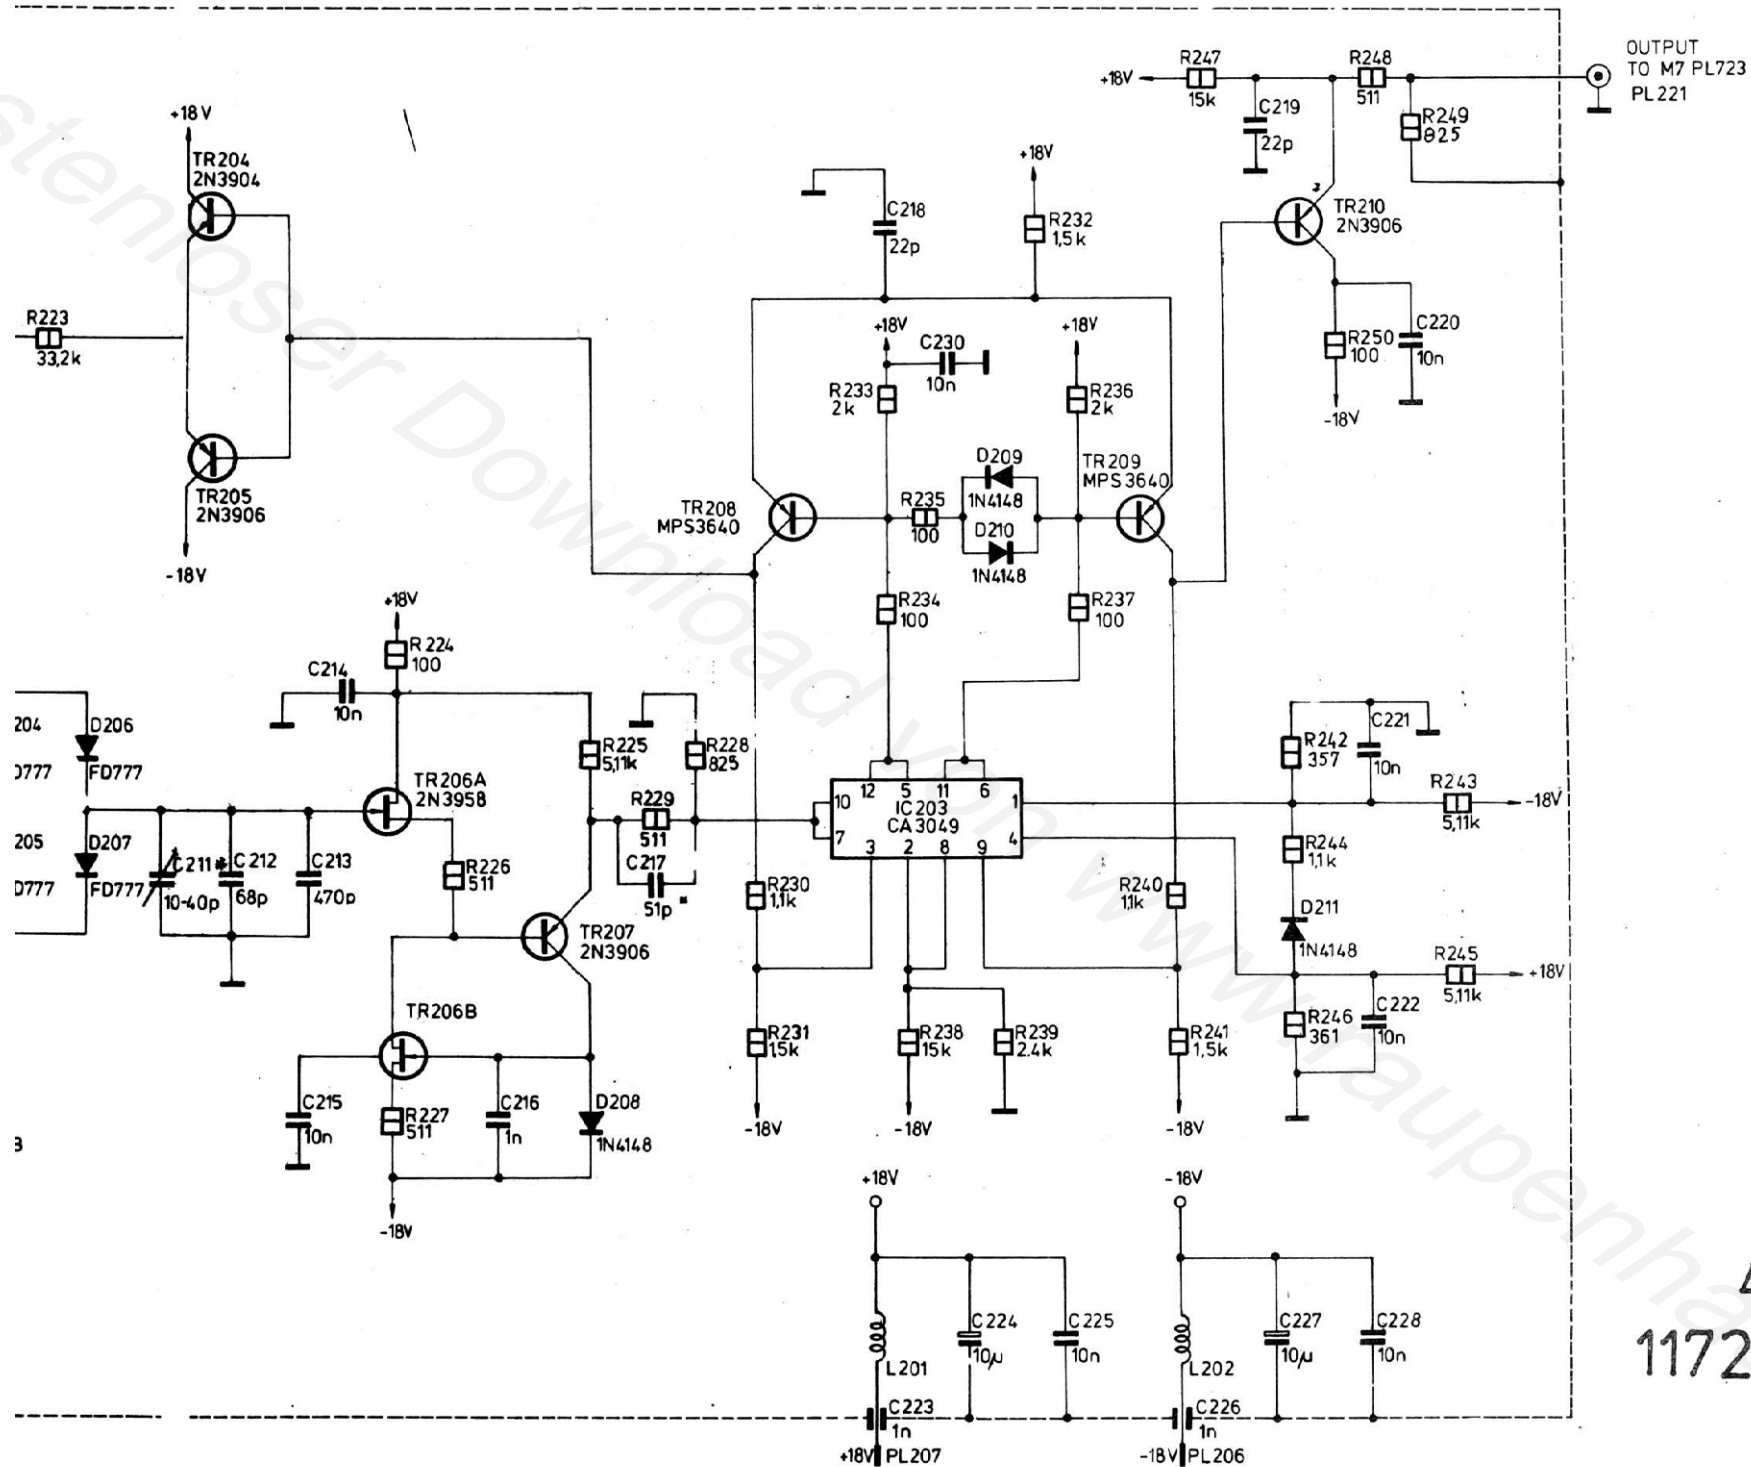 OUTPUT
TO M7 PL723
PL221
+18V
R247
15k
C219
22p
R248
511
R249
825
+18V
TR204
2N3904
+18V
C218
22p
R232
1,5k
TR210
2N3906
R223
33,2k
+18V
C230
10n
+18V
R233
2k
R236
2k
R250
100
C220
10n
-18V
TR205
2N3906
-18V
TR208
MPS3640
R235
100
D209
1N4148
D210
1N4148
TR209
MPS3640
R234
100
R237
100
+18V
R224
100
C214
10n
204
D777
D206
FD777
205
D777
D207
FD777
TR206A
2N3958
R225
5,11k
R228
825
R229
511
C217
51p *
C211*
10-40p
C212
68p
C213
470p
R226
511
TR207
2N3906
12 5 11 6
10
7
IC203
CA3049
1
4
3 2 8 9
R242
357
C221
10n
R243
5,11k
-18V
R244
1,1k
D211
1N4148
R245
5,11k
+18V
R246
361
C222
10n
R230
1,1k
R240
1,1k
R231
1,5k
R238
15k
R239
2.4k
R241
1,5k
-18V
-18V
-18V
TR206B
C215
10n
R227
511
C216
1n
D208
1N4148
-18V
+18V
-18V
L201
C224
10µ
C225
10n
L202
C227
10µ
C228
10n
C223
1n
C226
1n
+18V PL207
-18V PL206
1172
stenloser Download von www.raupenha